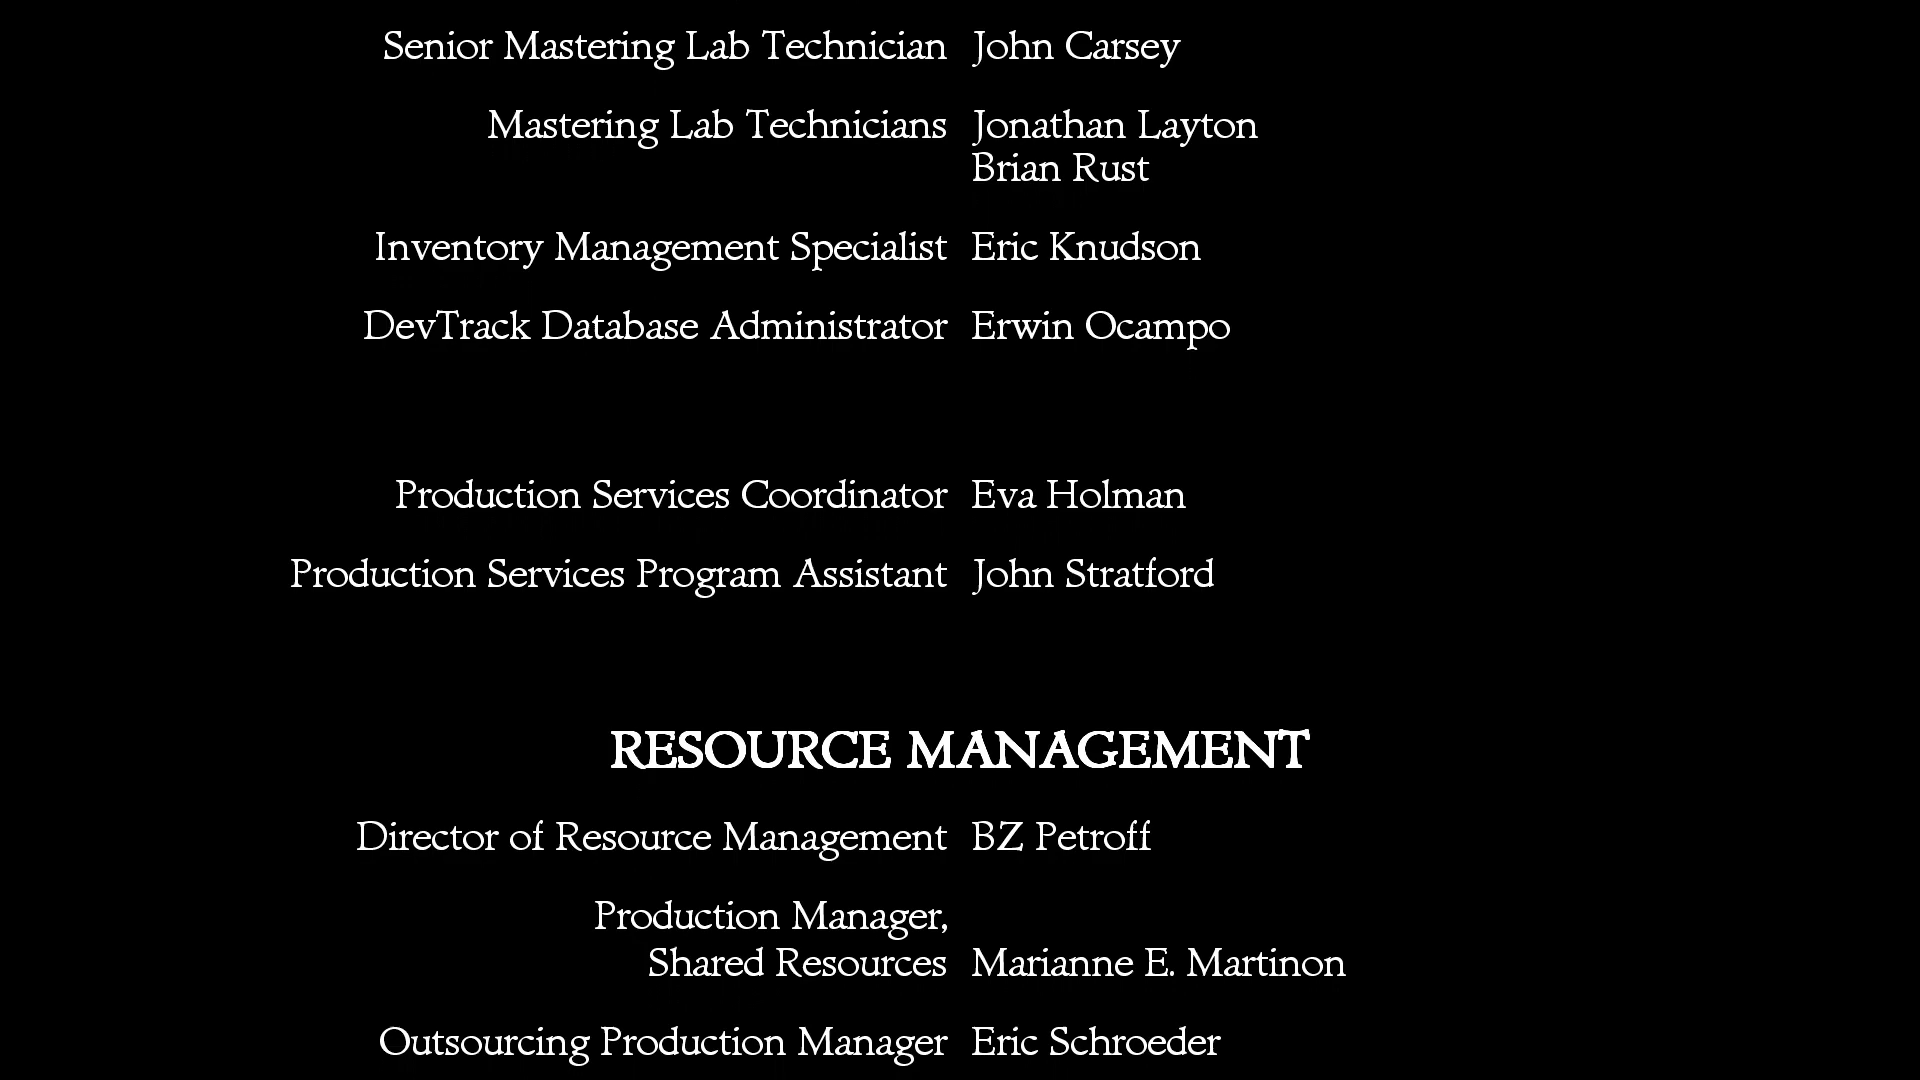 Senior Mastering Lab Technician John Carsey
Mastering Lab Technicians Jonathan Layton
Brian Rust
Inventory Management Specialist Eric Knudson
DevTrack Database Administrator Erwin Ocampo
Production Services Coordinator Eva Holman
Production Services Program Assistant John Stratford
RESOURCE MANAGEMENT
Director of Resource Management BZ Petroff
Production Manager,
Shared Resources Marianne E. Martinon
Outsourcing Production Manager Eric Schroeder